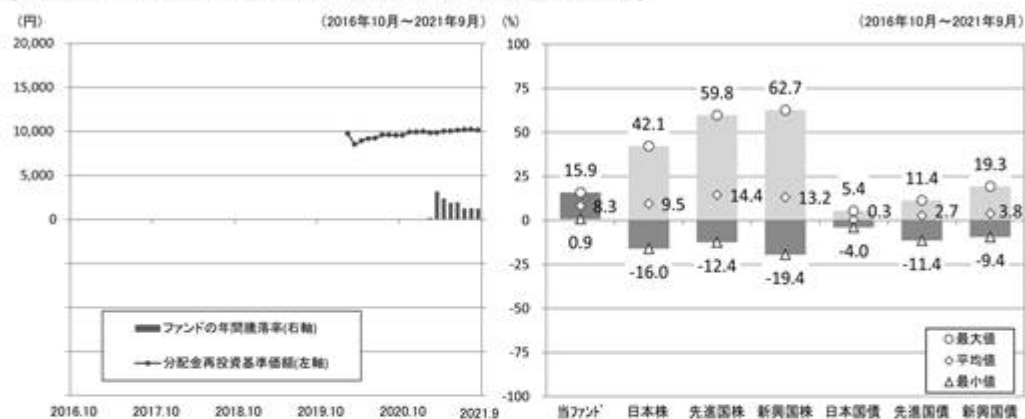 (円)
(2016年10月～2021年9月)
20,000
15,000
10,000
5,000
0
ファンドの年間騰落率(右軸)
分配金再投資基準価額(左軸)
2016.10 2017.10 2018.10 2019.10 2020.10 2021.9
(%)
(2016年10月～2021年9月)
100
75
50
25
0
-25
-50
-75
-100
15.9 42.1 59.8 62.7 5.4 11.4 19.3
8.3 9.5 14.4 13.2 0.3 2.7 3.8
0.9 -16.0 -12.4 -19.4 -4.0 -11.4 -9.4
最大値
平均値
最小値
当ファンド 日本株 先進国株 新興国株 日本国債 先進国債 新興国債